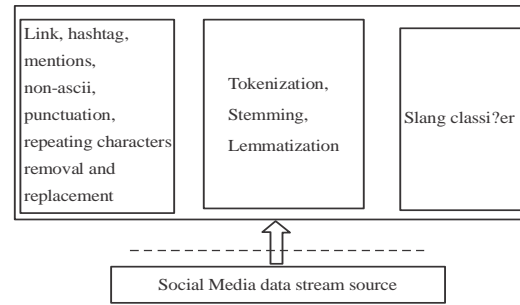 Link, hashtag,
mentions,
non-ascii,
punctuation,
repeating characters
removal and
replacement
Tokenization,
Stemming,
Lemmatization
Slang classi?er
Social Media data stream source